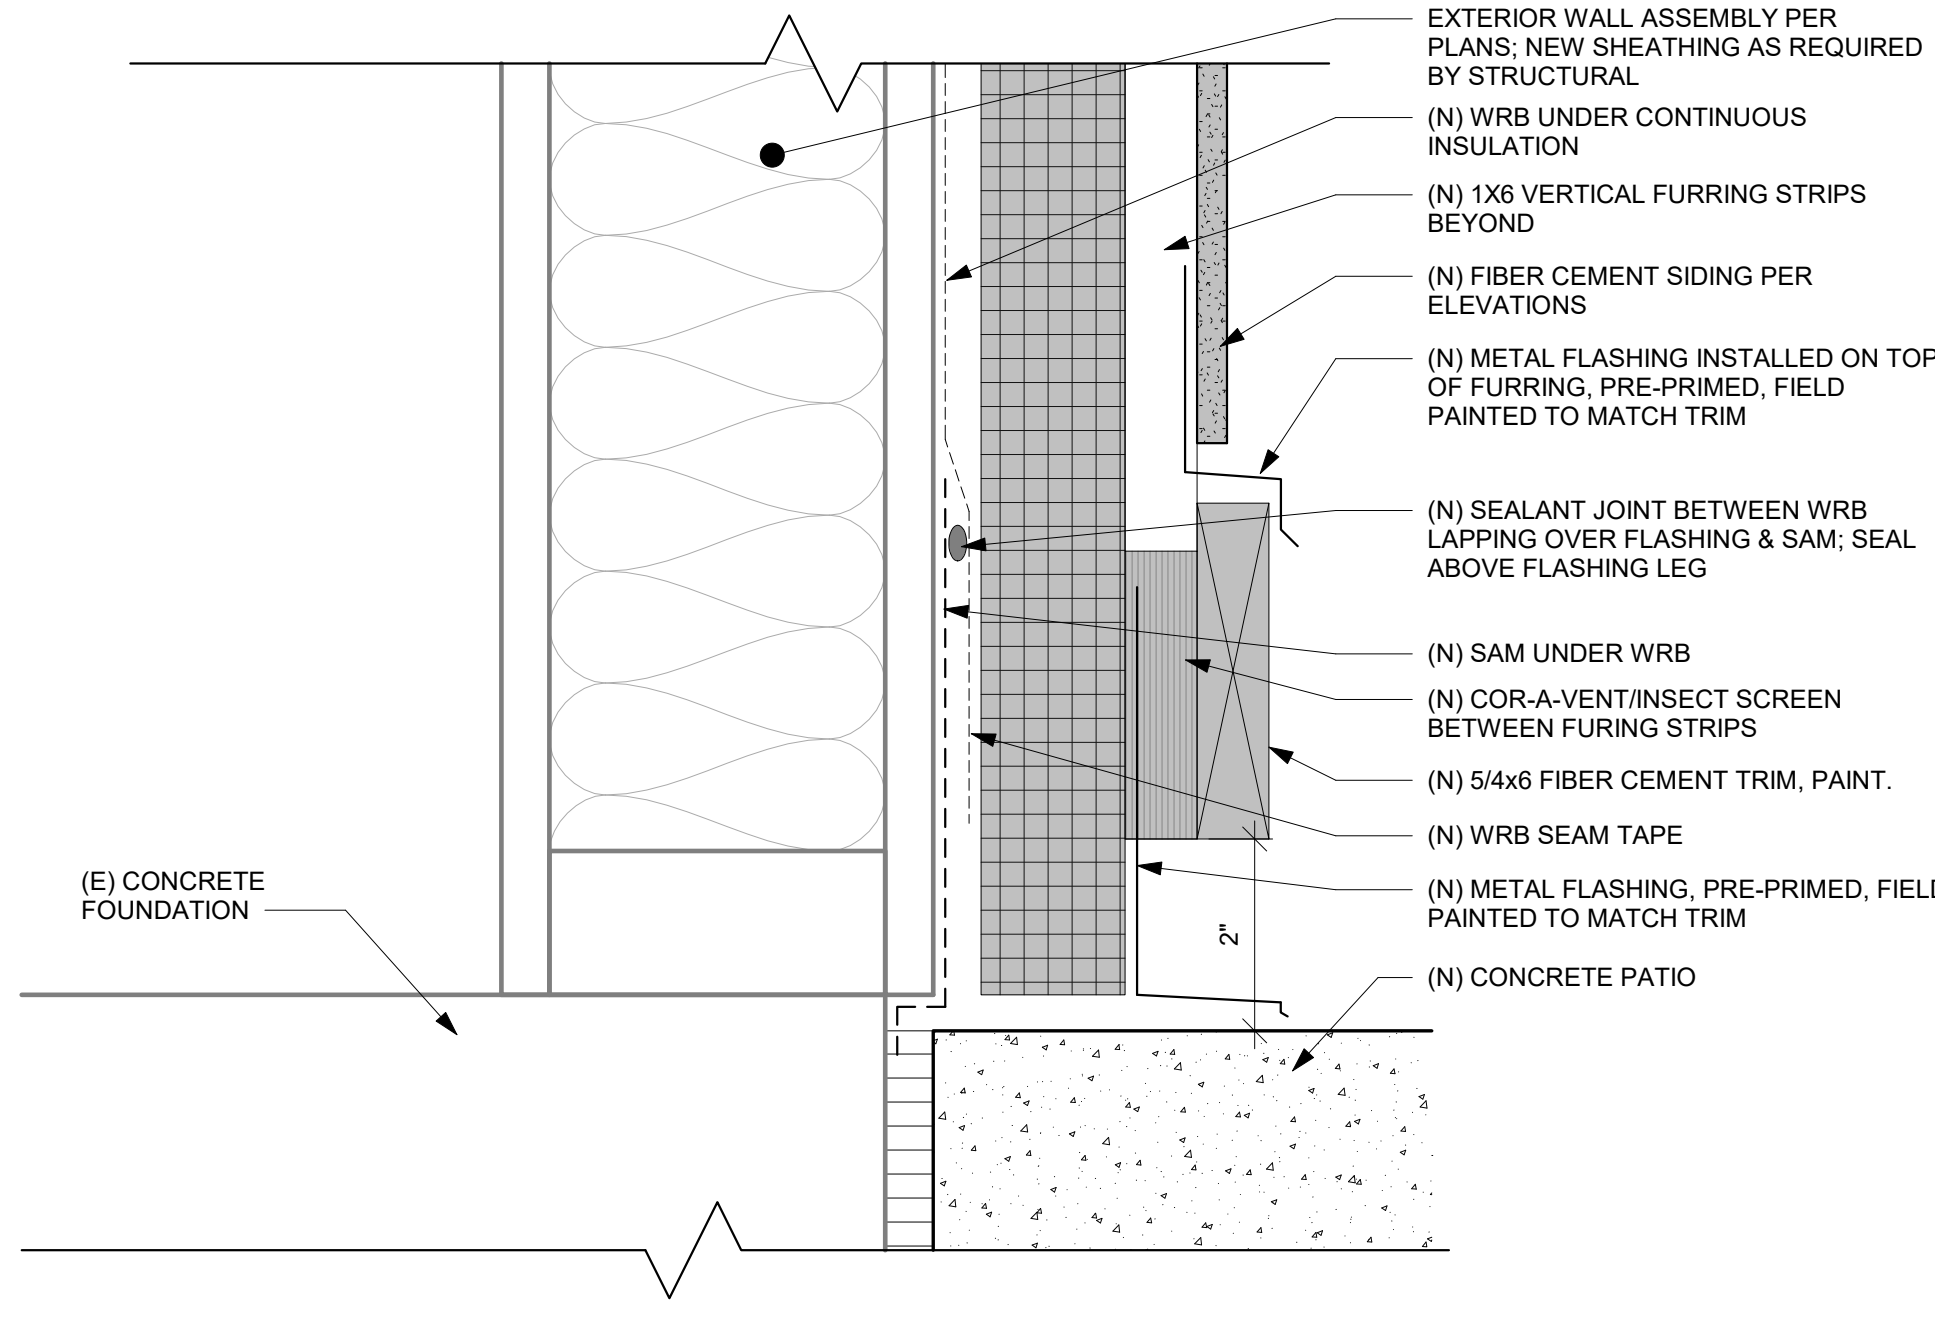 EXTERIOR WALL ASSEMBLY PER
PLANS; NEW SHEATHING AS REQUIRED
BY STRUCTURAL
(N) WRB UNDER CONTINUOUS
INSULATION
(N) 1X6 VERTICAL FURRING STRIPS
BEYOND
(N) FIBER CEMENT SIDING PER
ELEVATIONS
(N) METAL FLASHING INSTALLED ON TOP
OF FURRING, PRE-PRIMED, FIELD
PAINTED TO MATCH TRIM
(N) SEALANT JOINT BETWEEN WRB
LAPPING OVER FLASHING & SAM; SEAL
ABOVE FLASHING LEG
(N) SAM UNDER WRB
(N) COR-A-VENT/INSECT SCREEN
BETWEEN FURING STRIPS
(N) 5/4x6 FIBER CEMENT TRIM, PAINT.
(N) WRB SEAM TAPE
(N) METAL FLASHING, PRE-PRIMED, FIELD
PAINTED TO MATCH TRIM
(N) CONCRETE PATIO
(E) CONCRETE
FOUNDATION
2"